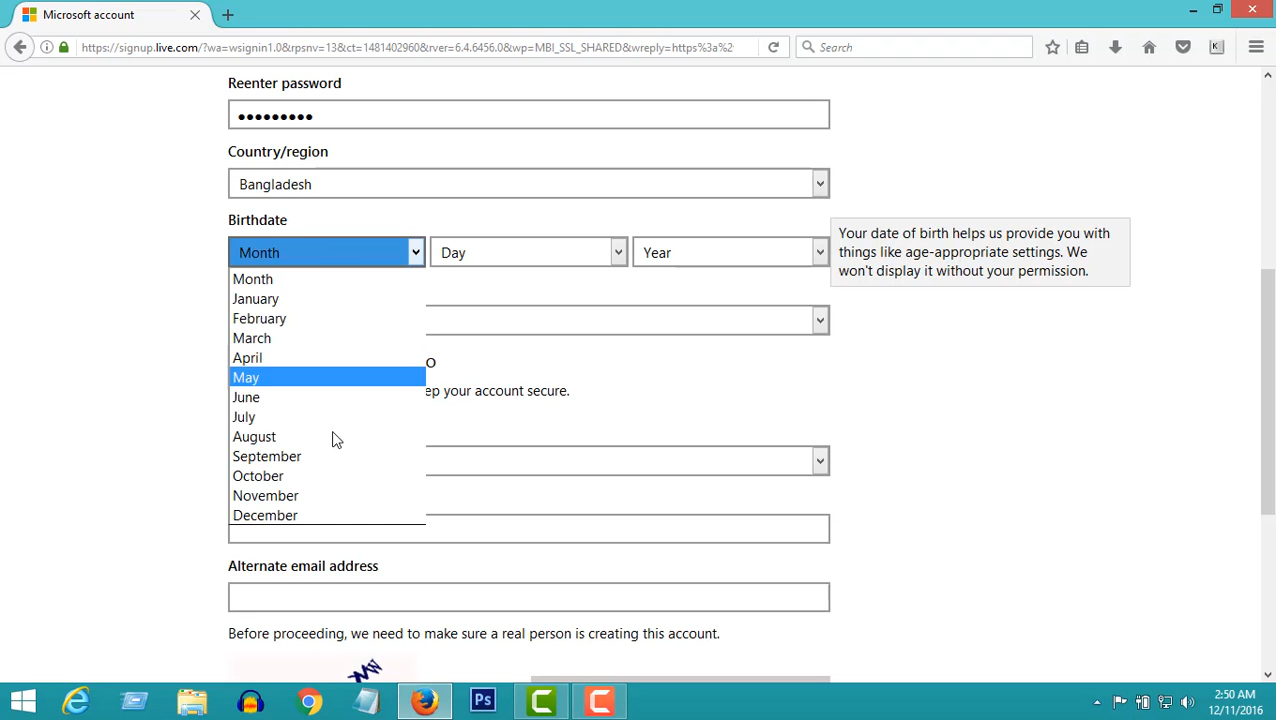 Microsoft account
https://signup.live.com/?wa=wsignin1.0&rpsnv=13&ct=1481402960&rver=6.4.6456.0&wp=MBI_SSL_SHARED&wreply=https%3a%2
Search
K
Reenter password
●●●●●●●●●
Country/region
Bangladesh
Birthdate
Month Day Year
Your date of birth helps us provide you with
things like age-appropriate settings. We
won't display it without your permission.
Month
January
February
March
April
May
June
July
August
September
October
November
December
ep your account secure.
Alternate email address
Before proceeding, we need to make sure a real person is creating this account.
Ps
2:50 AM
12/11/2016